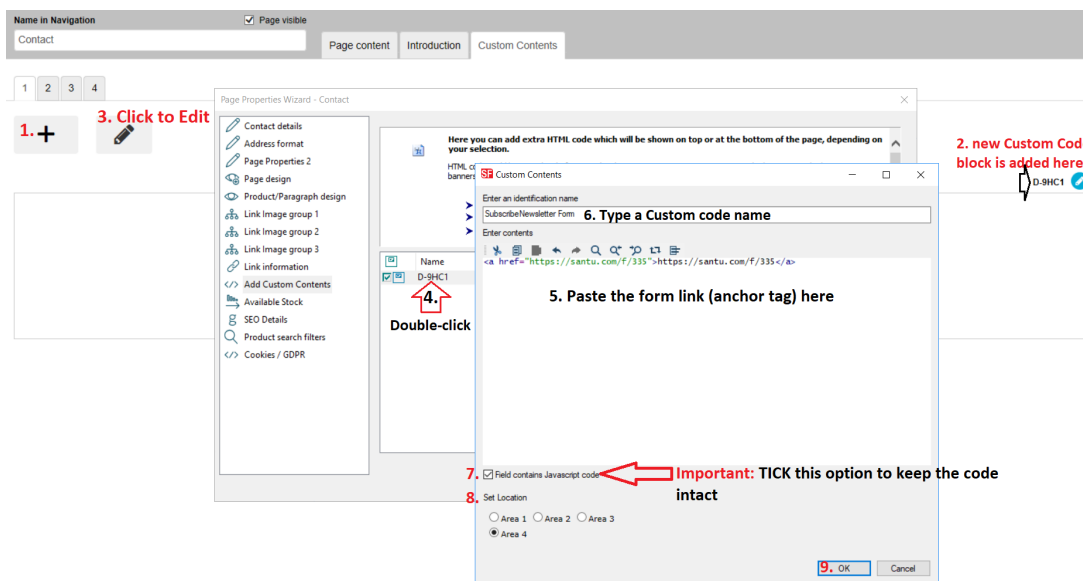 Name in Navigation
Page visible
Contact
Page content
Introduction
Custom Contents
1
2
3
4
1.
3. Click to Edit
2. new Custom Cod
block is added here
D-9HC1
Page Properties Wizard - Contact
Contact details
Address format
Page Properties 2
Page design
Product/Paragraph design
Link Image group 1
Link Image group 2
Link Image group 3
Link information
Add Custom Contents
Available Stock
SEO Details
Product search filters
Cookies / GDPR
Here you can add extra HTML code which will be shown on top or at the bottom of the page, depending on
your selection.
HTML co
banners
Name
D-9HC1
4.
Double-click
SF Custom Contents
Enter an identification name
SubscribeNewsletter Form
6. Type a Custom code name
Enter contents
<a href="https://santu.com/f/335">https://santu.com/f/335</a>
5. Paste the form link (anchor tag) here
7. Field contains Javascript code
Important: TICK this option to keep the code
intact
8. Set Location
Area 1
Area 2
Area 3
Area 4
9. OK
Cancel